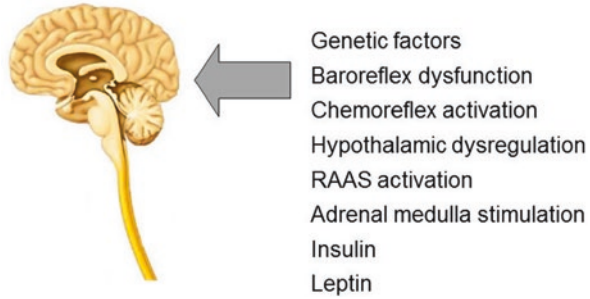 Genetic factors
Baroreflex dysfunction
Chemoreflex activation
Hypothalamic dysregulation
RAAS activation
Adrenal medulla stimulation
Insulin
Leptin